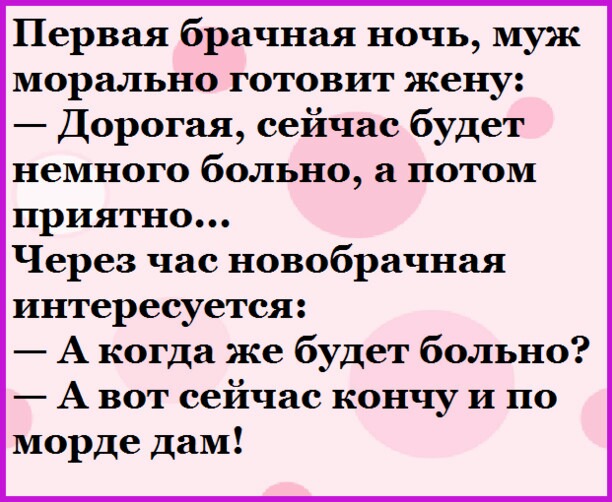 Первая брачная ночь, муж
морально готовит жену:
— Дорогая, сейчас будет
немного больно, а потом
приятно...
Через час новобрачная
интересуется:
— А когда же будет больно?
— А вот сейчас кончу и по
морде дам!